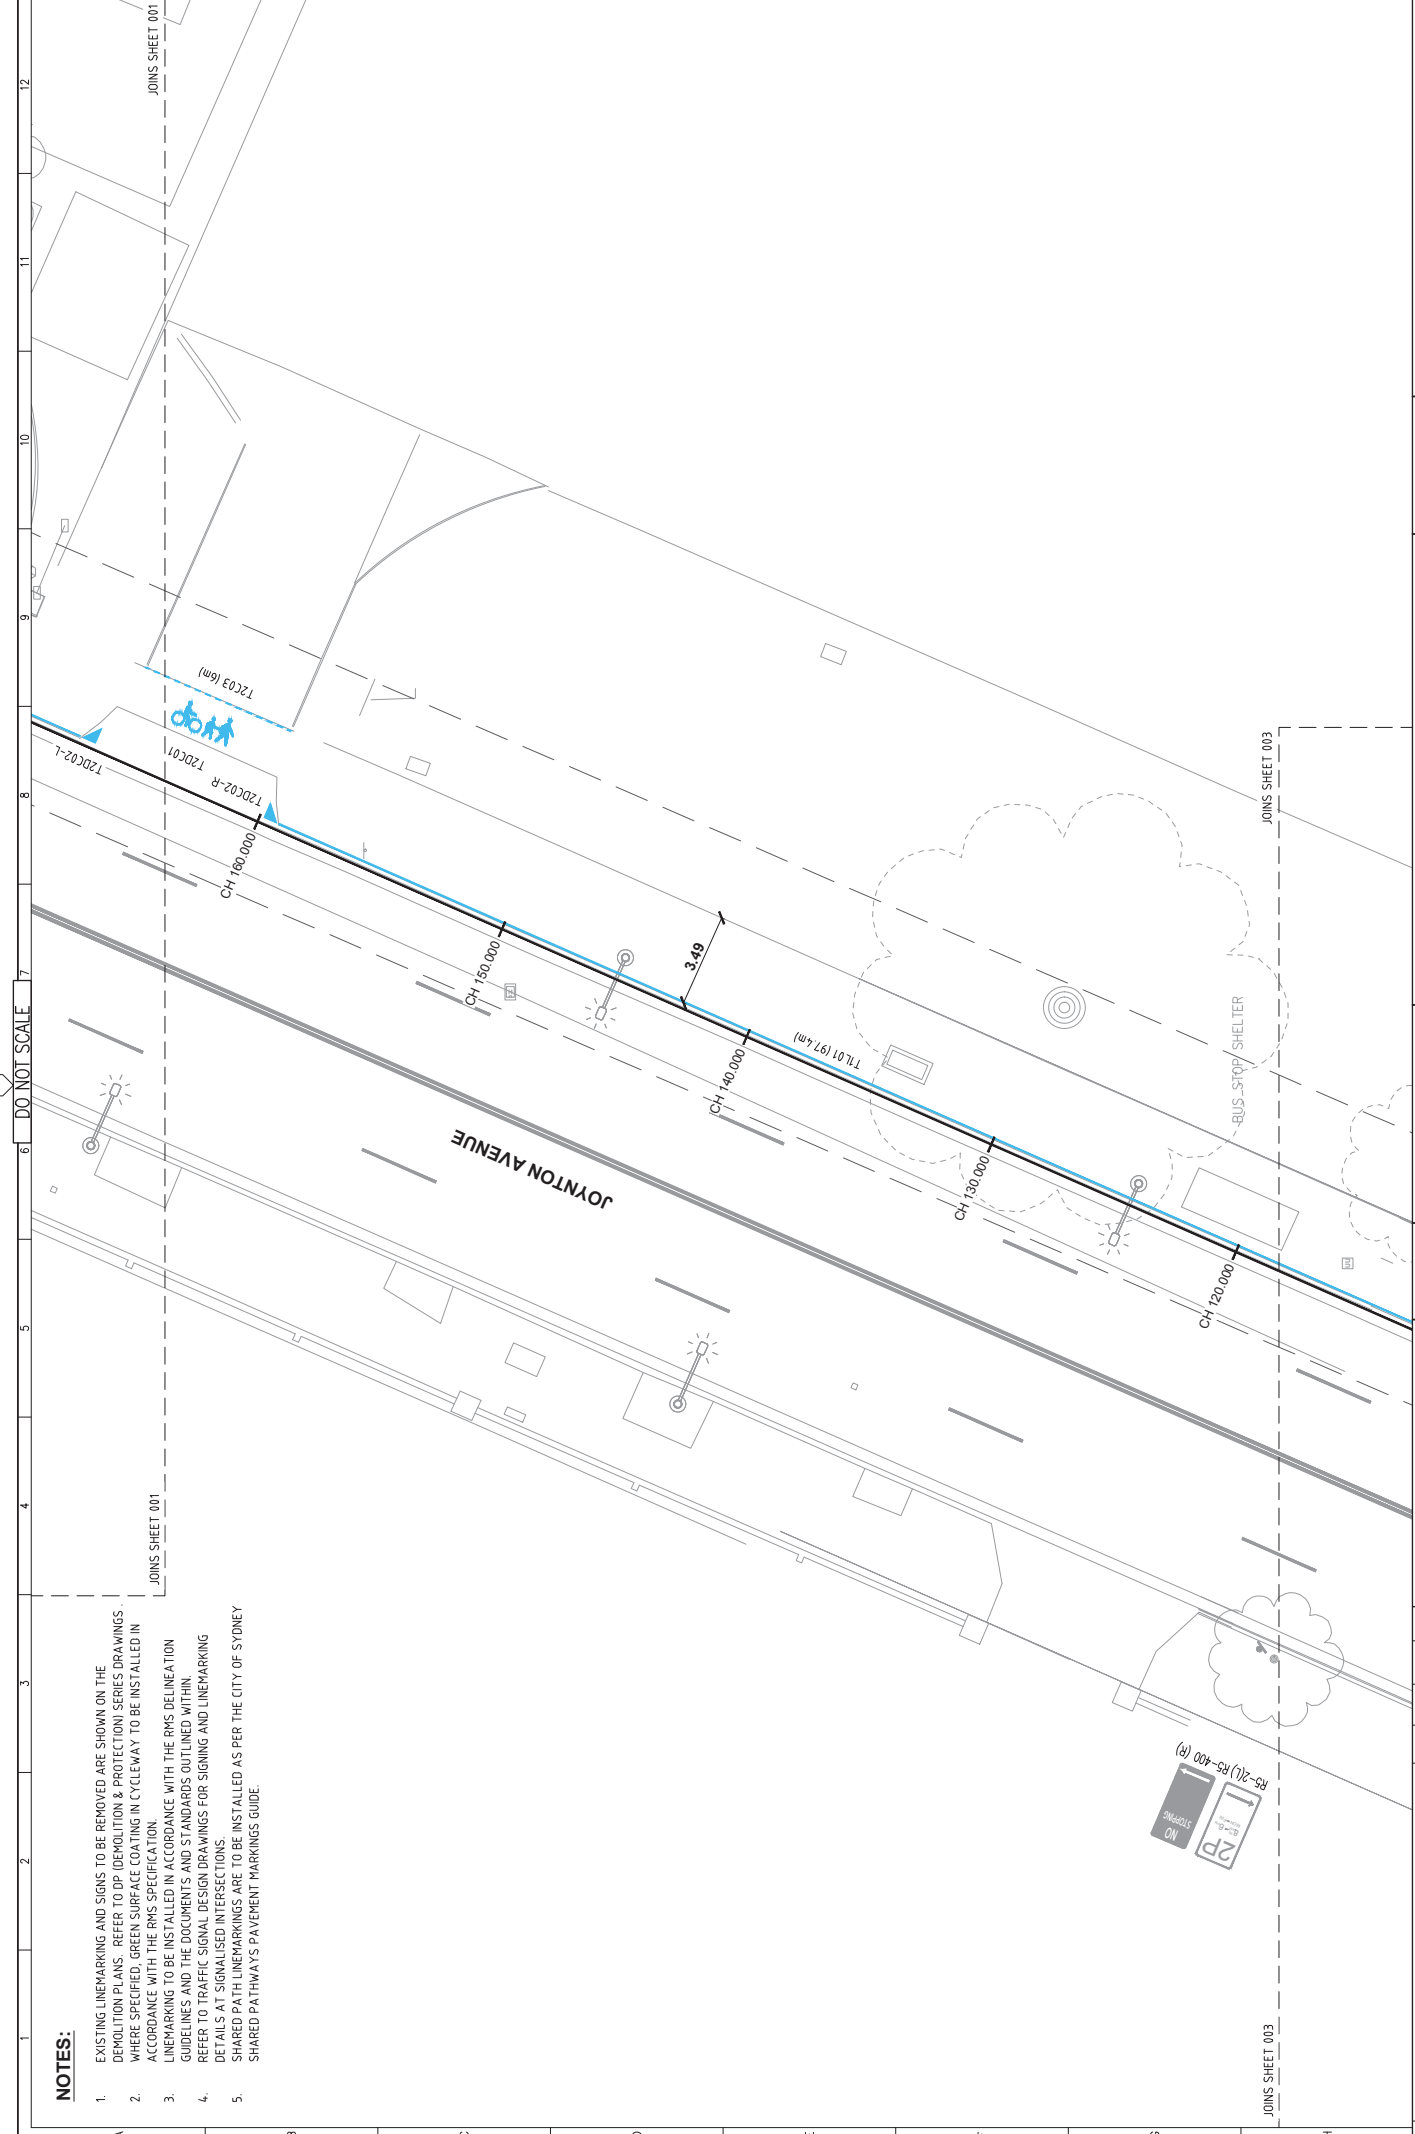 NOTES:
1. EXISTING LINEMARKING AND SIGNS TO BE REMOVED ARE SHOWN ON THE
DEMOLITION PLANS. REFER TO DP (DEMOLITION & PROTECTION) SERIES DRAWINGS .
2. WHERE SPECIFIED, GREEN SURFACE COATING IN CYCLEWAY TO BE INSTALLED IN
ACCORDANCE WITH THE RMS SPECIFICATION.
3. LINEMARKING TO BE INSTALLED IN ACCORDANCE WITH THE RMS DELINEATION
GUIDELINES AND THE DOCUMENTS AND STANDARDS OUTLINED WITHIN.
4. REFER TO TRAFFIC SIGNAL DESIGN DRAWINGS FOR SIGNING AND LINEMARKING
DETAILS AT SIGNALISED INTERSECTIONS.
5. SHARED PATH LINEMARKINGS ARE TO BE INSTALLED AS PER THE CITY OF SYDNEY
SHARED PATHWAYS PAVEMENT MARKINGS GUIDE.
1
2
3
4
5
6
7
8
9
10
11
12
DO NOT SCALE
JOINS SHEET 001
JOINS SHEET 001
T2DC02-L
T2DC01
T2DC02-R
T2C03 (6m)
CH 160.000
CH 150.000
CH 140.000
CH 130.000
CH 120.000
3.49
T1L01 (97.4m)
JOYNTON AVENUE
BUS STOP SHELTER
JOINS SHEET 003
JOINS SHEET 003
R5-2(L) R5-400 (R)
NO
STOPPING
2P